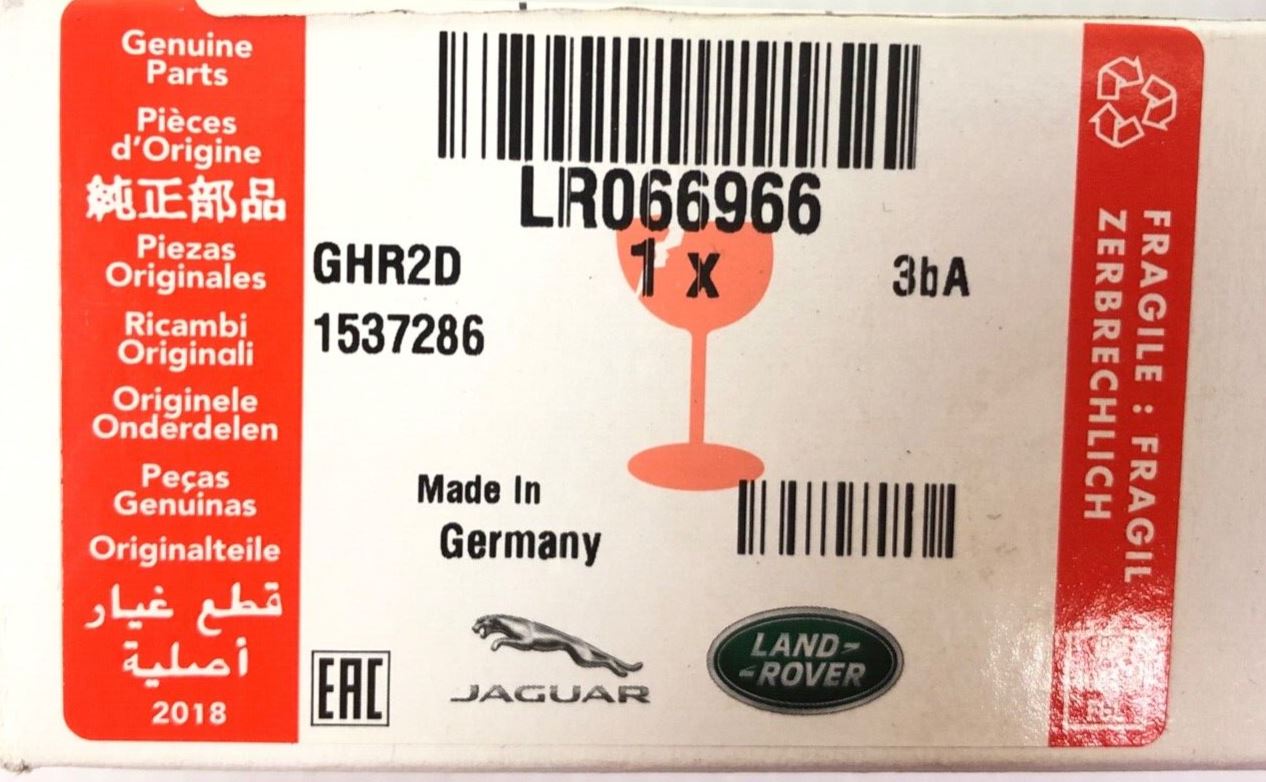 Genuine
Parts
Pièces
d'Origine
純正部品
Piezas
Originales
Ricambi
Originali
Originele
Onderdelen
Peças
Genuinas
Originalteile
قطع غيار
أصلية
2018
LR066966
GHR2D
1 x
3bA
1537286
Made In
Germany
EAC
JAGUAR
LAND-
-ROVER
FRAGILE : FRAGIL
ZERBRECHLICH